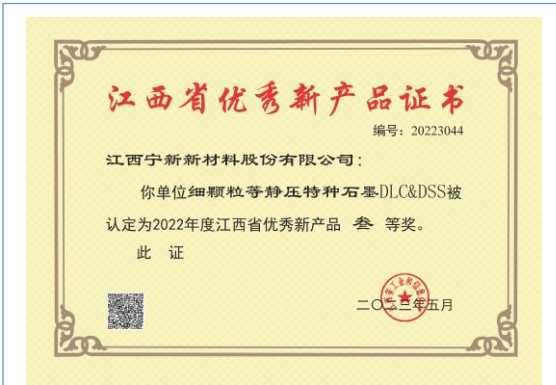 江西省优秀新产品证书
编号：20223044
江西宁新新材料股份有限公司：
你单位细颗粒等静压特种石墨DLC&DSS被
认定为2022年度江西省优秀新产品 叁 等奖。
此 证
二〇二三年五月